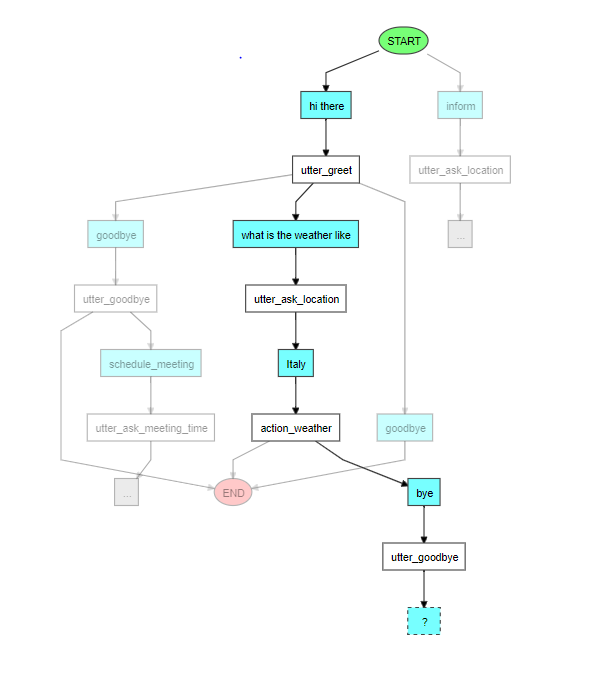 START
hi there
inform
utter_greet
utter_ask_location
goodbye
what is the weather like
...
utter_goodbye
utter_ask_location
schedule_meeting
Italy
utter_ask_meeting_time
action_weather
goodbye
...
END
bye
utter_goodbye
?